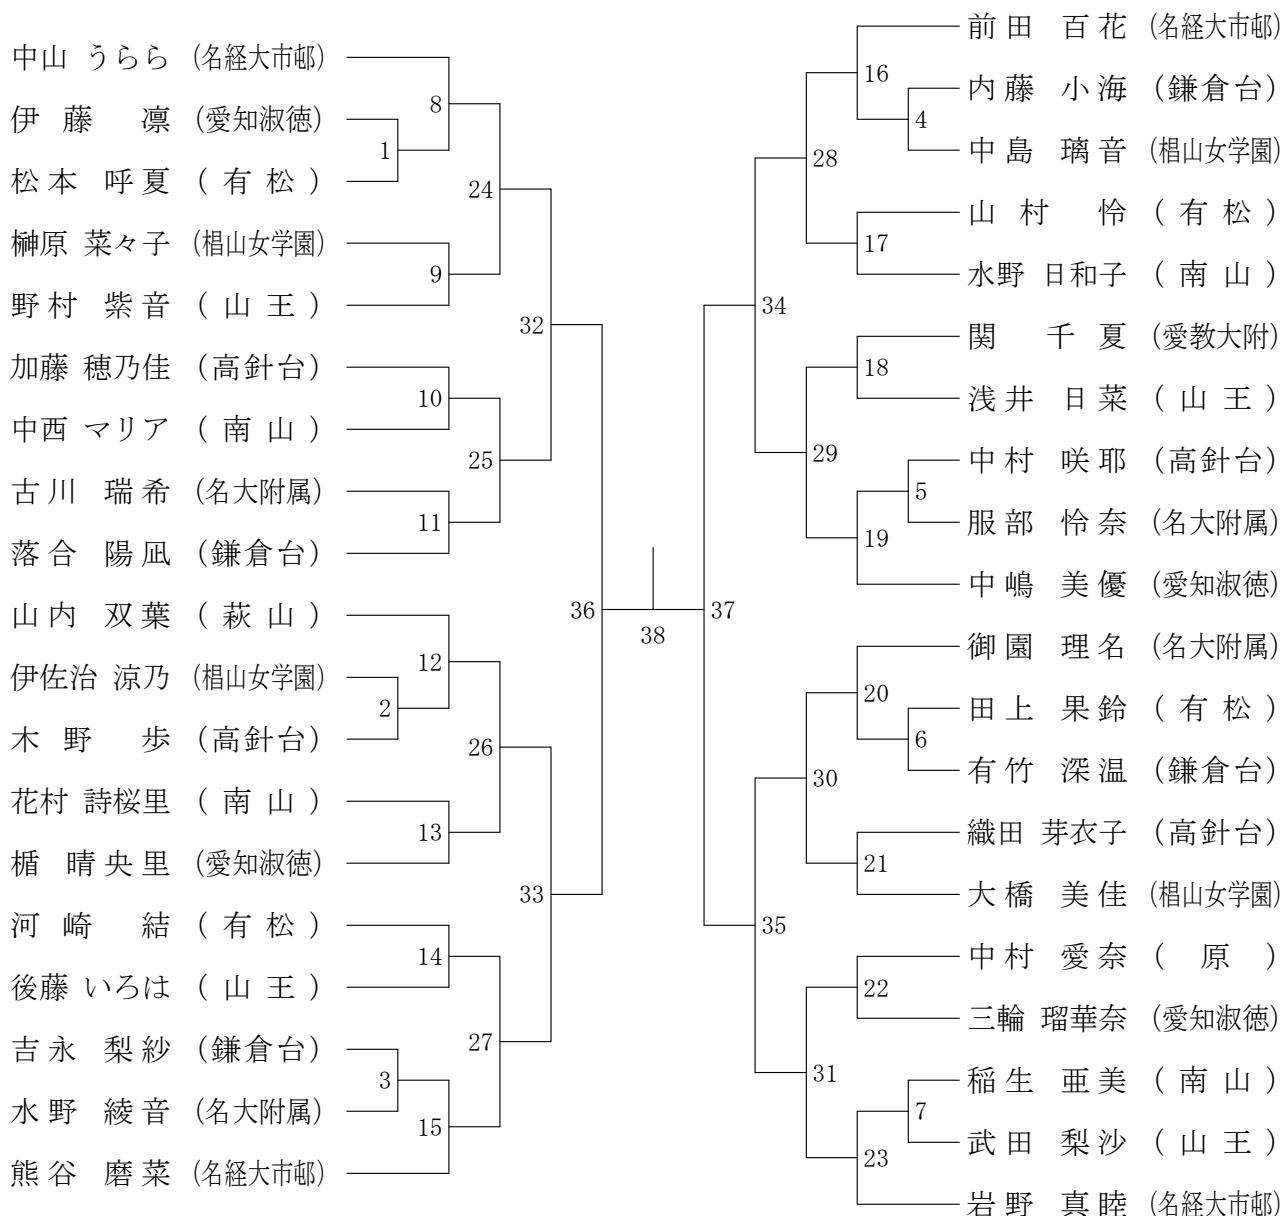 中山 うらら (名経大市邨)
伊藤 凛 (愛知淑徳)
松本 呼夏 (有松)
榊原 菜々子 (椙山女学園)
野村 紫音 (山王)
加藤 穂乃佳 (高針台)
中西 マリア (南山)
古川 瑞希 (名大附属)
落合 陽凪 (鎌倉台)
山内 双葉 (萩山)
伊佐治 涼乃 (椙山女学園)
木野 歩 (高針台)
花村 詩桜里 (南山)
楯 晴央里 (愛知淑徳)
河崎 結 (有松)
後藤 いろは (山王)
吉永 梨紗 (鎌倉台)
水野 綾音 (名大附属)
熊谷 磨菜 (名経大市邨)
1
2
3
8
9
10
11
12
13
14
15
24
25
26
27
32
33
36
38
37
34
35
28
29
30
31
16
17
18
19
20
21
22
23
4
5
6
7
前田 百花 (名経大市邨)
内藤 小海 (鎌倉台)
中島 璃音 (椙山女学園)
山村 怜 (有松)
水野 日和子 (南山)
関 千夏 (愛教大附)
浅井 日菜 (山王)
中村 咲耶 (高針台)
服部 怜奈 (名大附属)
中嶋 美優 (愛知淑徳)
御園 理名 (名大附属)
田上 果鈴 (有松)
有竹 深温 (鎌倉台)
織田 芽衣子 (高針台)
大橋 美佳 (椙山女学園)
中村 愛奈 (原)
三輪 瑠華奈 (愛知淑徳)
稲生 亜美 (南山)
武田 梨沙 (山王)
岩野 真睦 (名経大市邨)